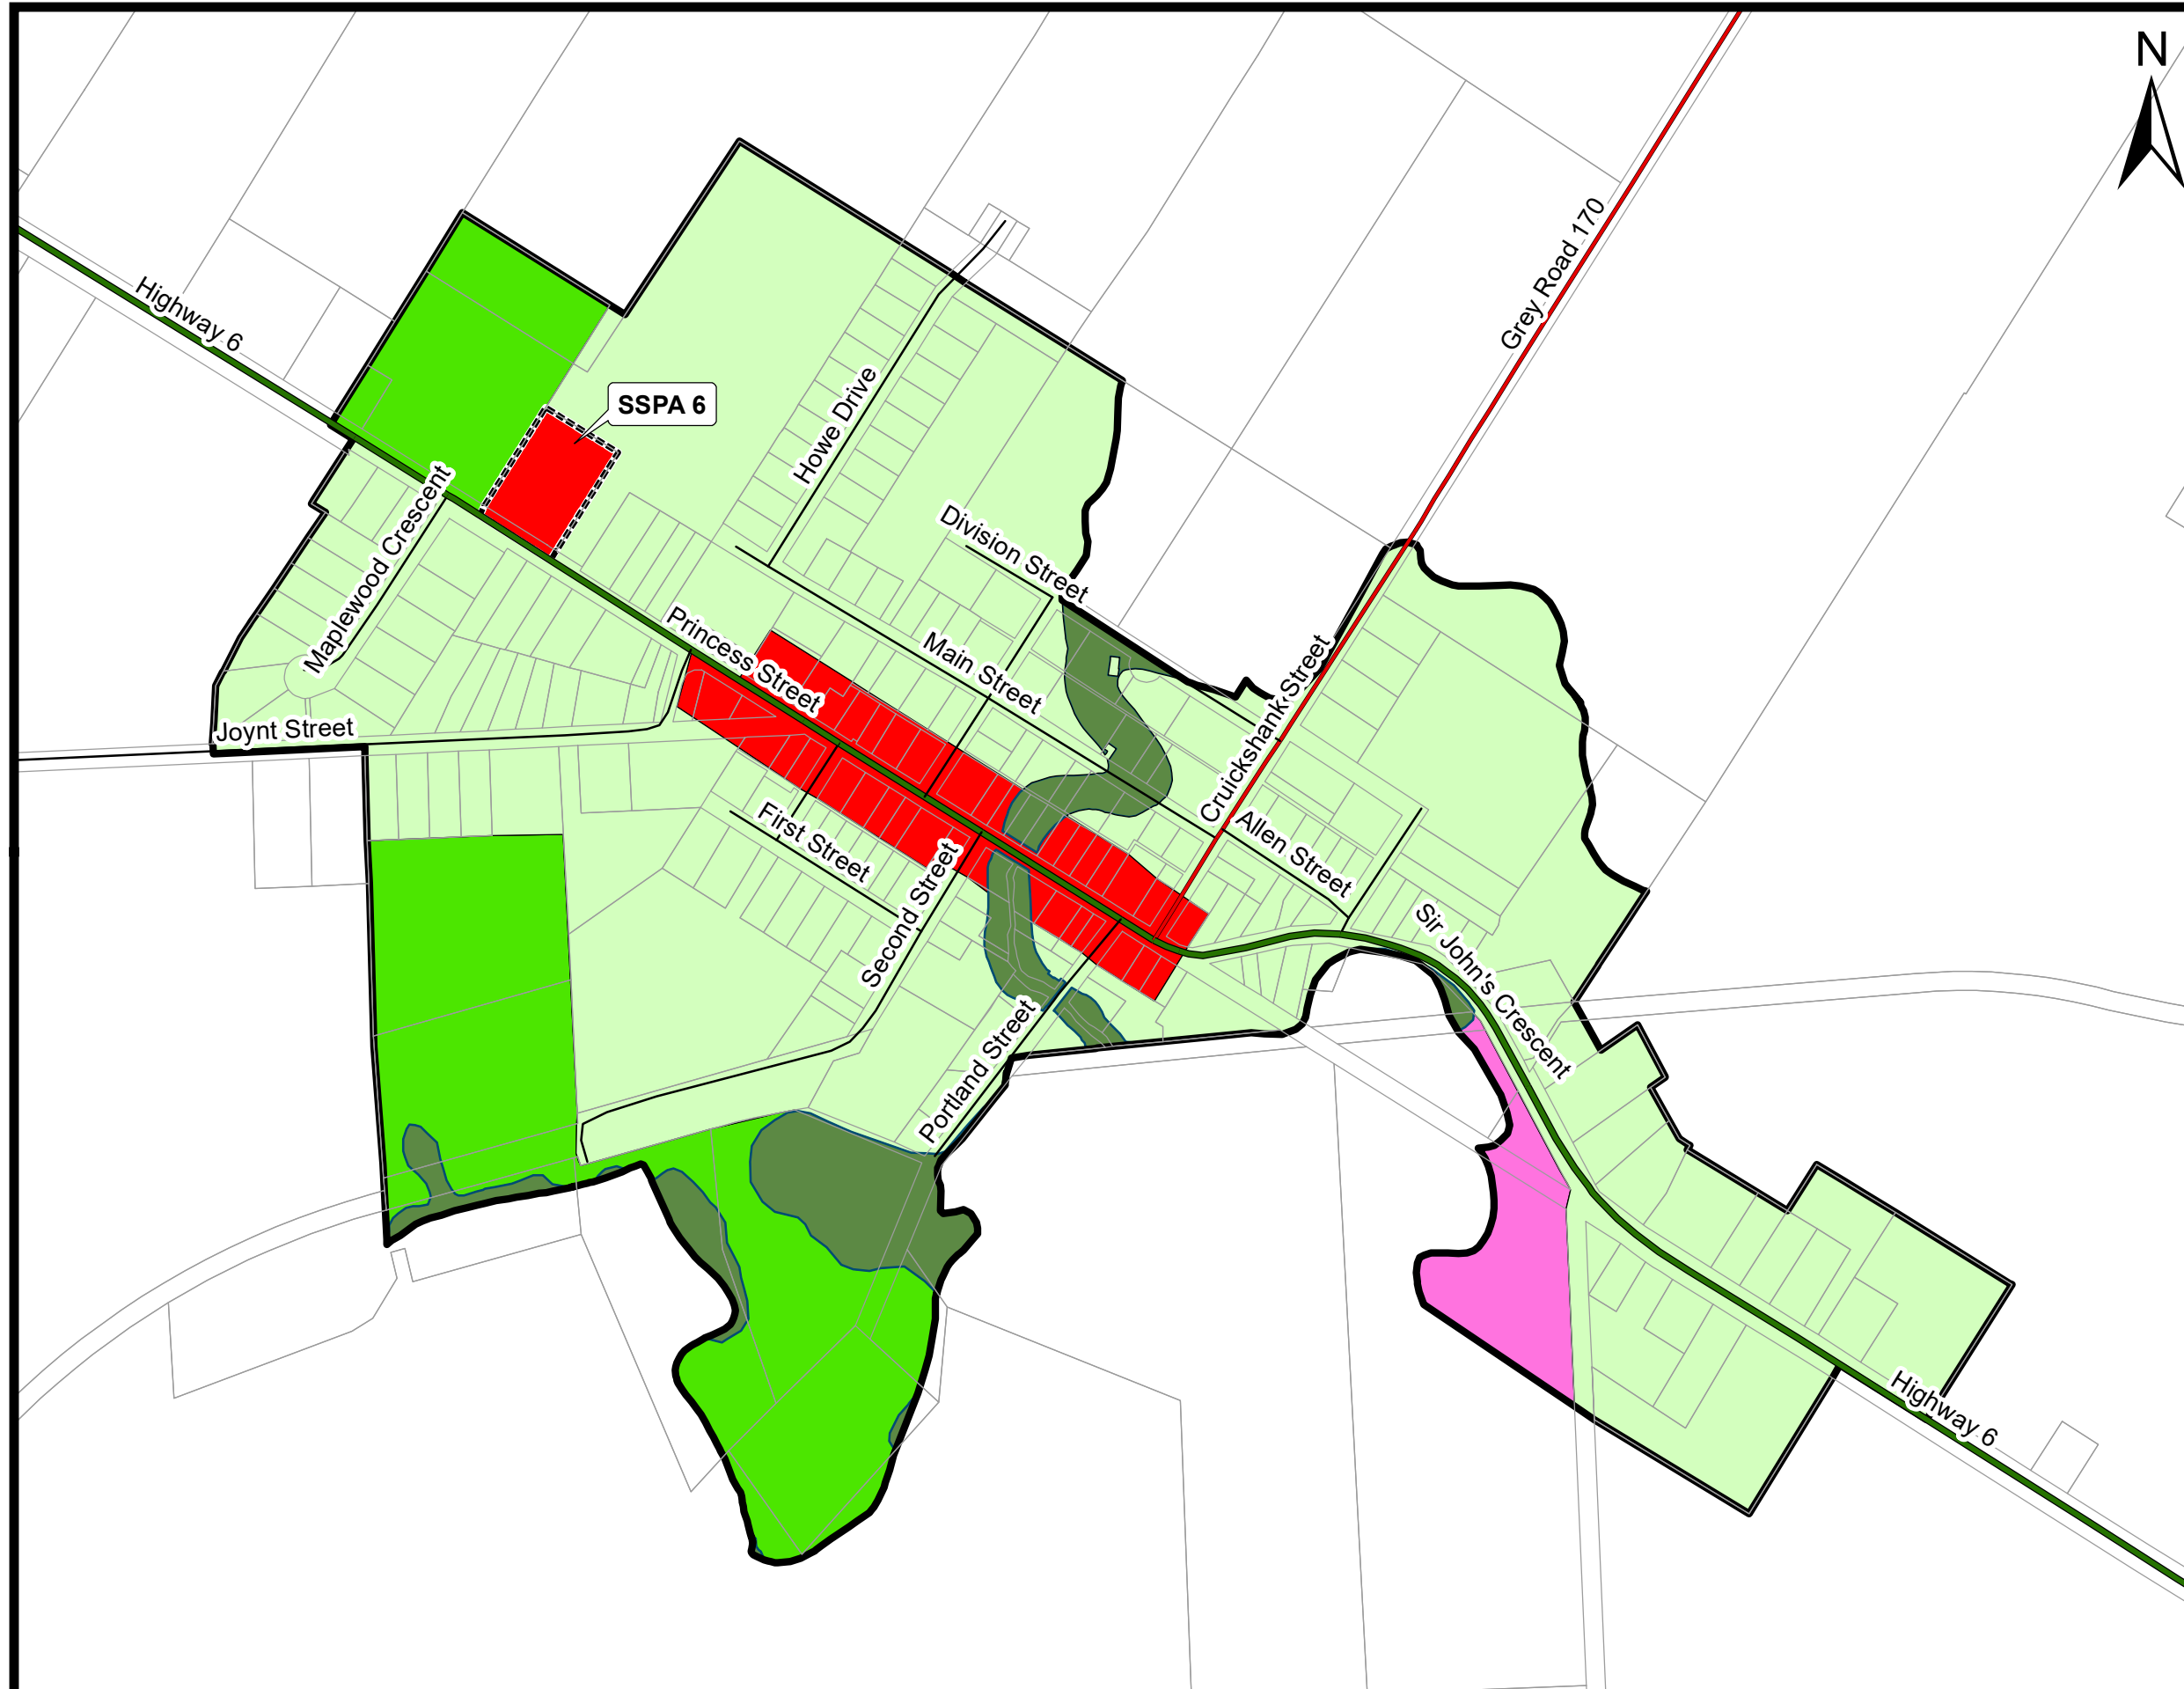 N
Grey Road 170
Highway 6
SSPA 6
Howe Drive
Maplewood Crescent
Division Street
Princess Street
Main Street
Cruickshank Street
Joynt Street
First Street
Allen Street
Second Street
Sir John's Crescent
Portland Street
Highway 6